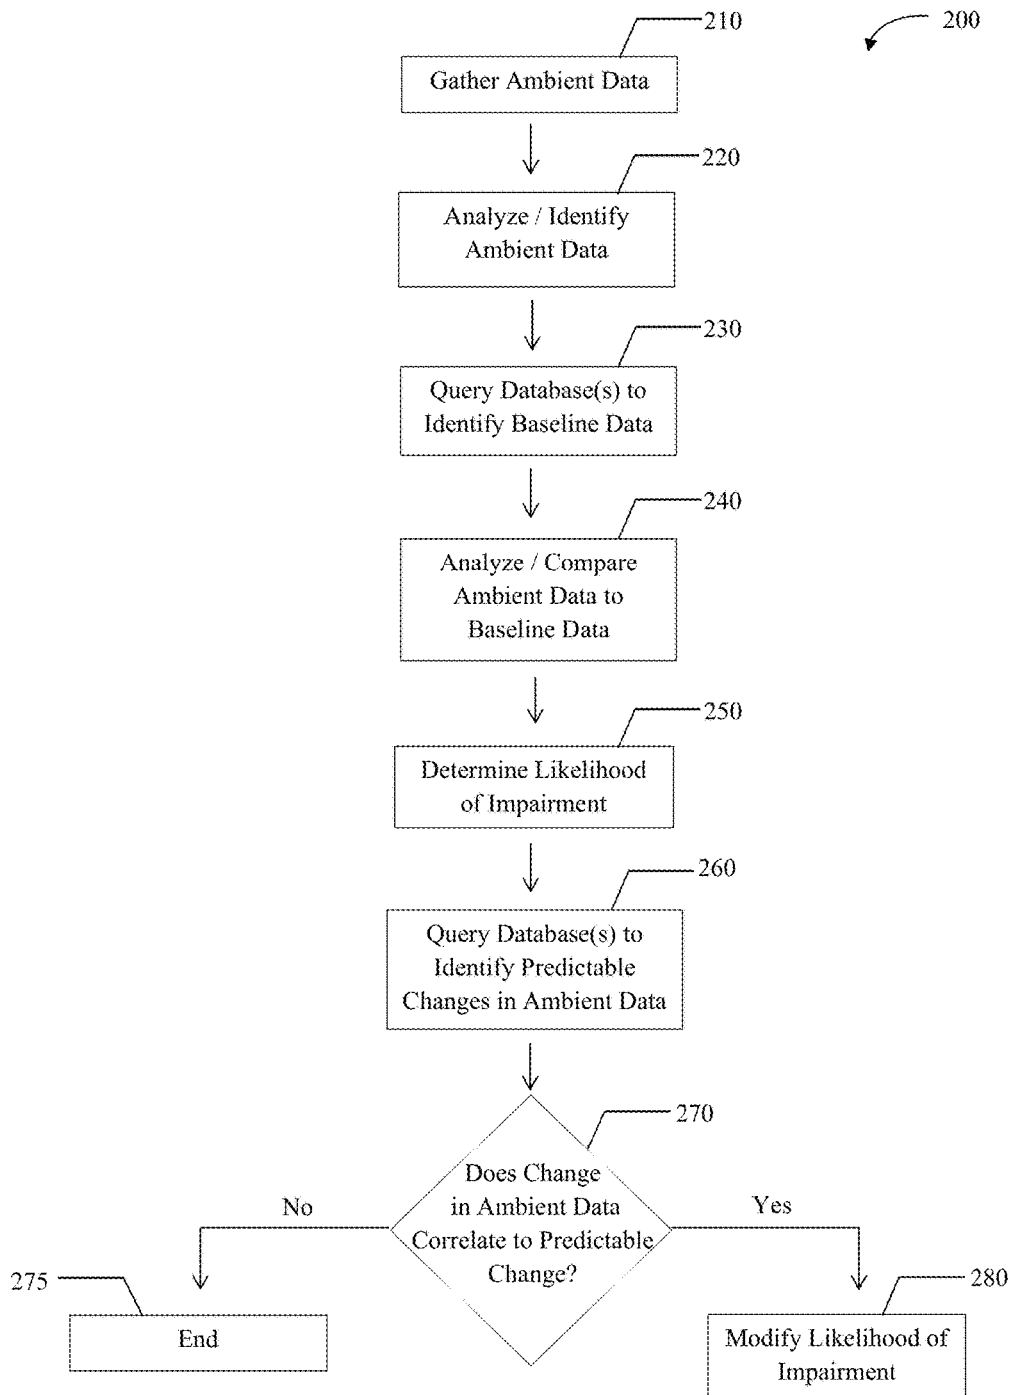 200
210
Gather Ambient Data
220
Analyze / Identify
Ambient Data
230
Query Database(s) to
Identify Baseline Data
240
Analyze / Compare
Ambient Data to
Baseline Data
250
Determine Likelihood
of Impairment
260
Query Database(s) to
Identify Predictable
Changes in Ambient Data
270
Does Change
in Ambient Data
Correlate to Predictable
Change?
No
Yes
275
End
280
Modify Likelihood of
Impairment